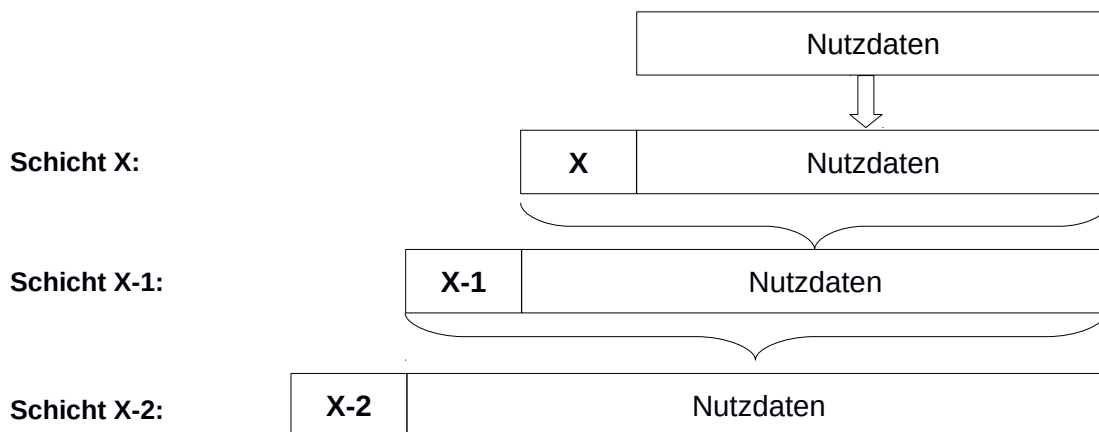 Nutzdaten
Schicht X: X Nutzdaten
Schicht X-1: X-1 Nutzdaten
Schicht X-2: X-2 Nutzdaten